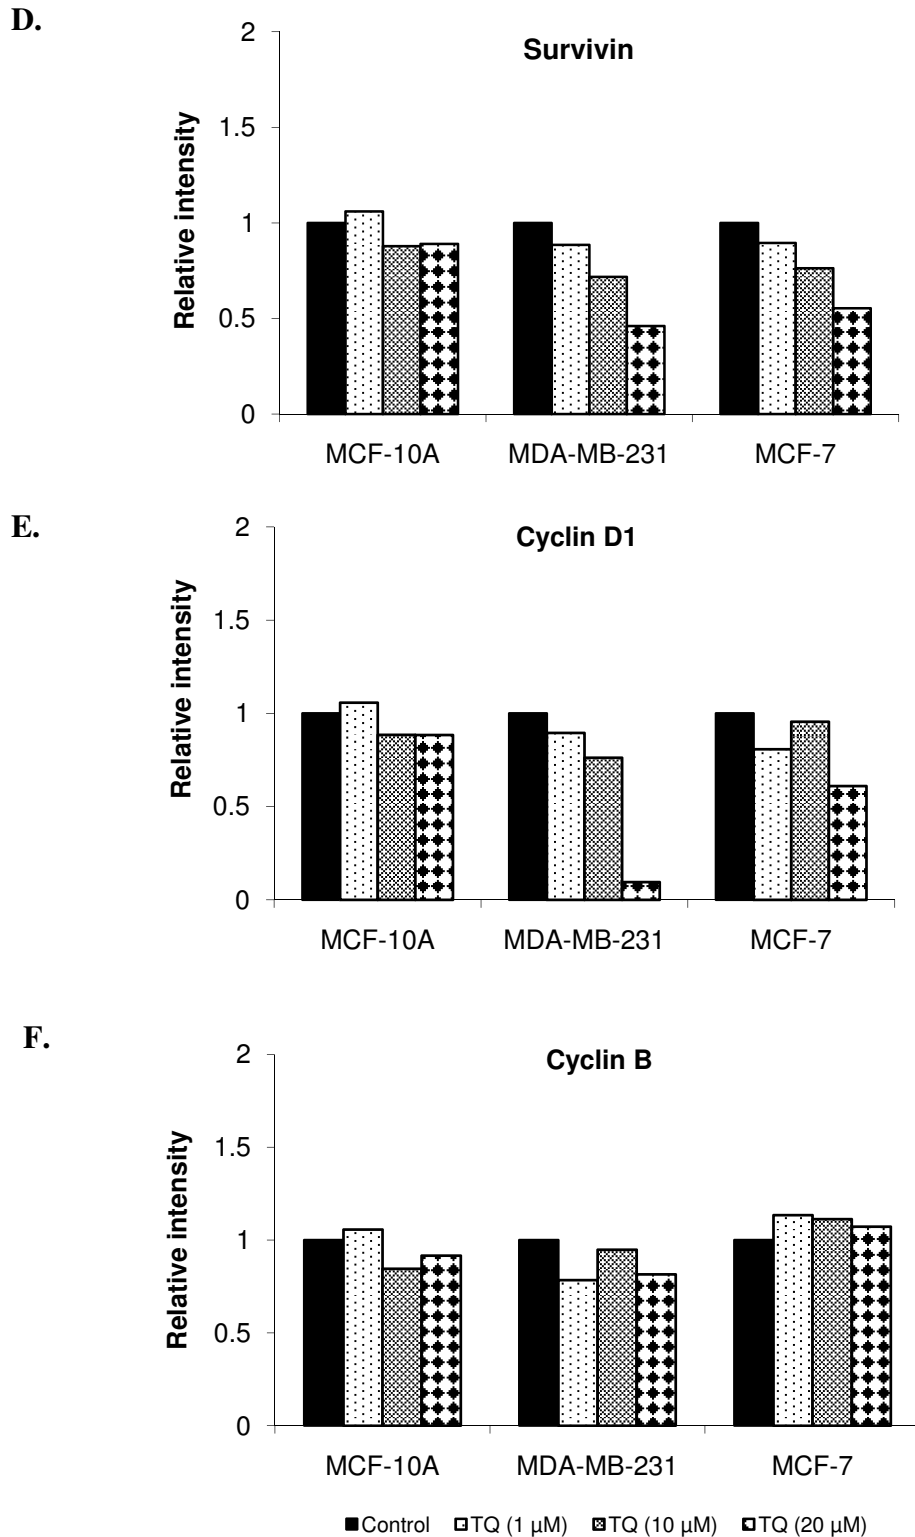 D.
Survivin
Relative intensity
2
1.5
1
0.5
0
MCF-10A MDA-MB-231 MCF-7
E.
Cyclin D1
Relative intensity
2
1.5
1
0.5
0
MCF-10A MDA-MB-231 MCF-7
F.
Cyclin B
Relative intensity
2
1.5
1
0.5
0
MCF-10A MDA-MB-231 MCF-7
Control TQ (1 µM) TQ (10 µM) TQ (20 µM)